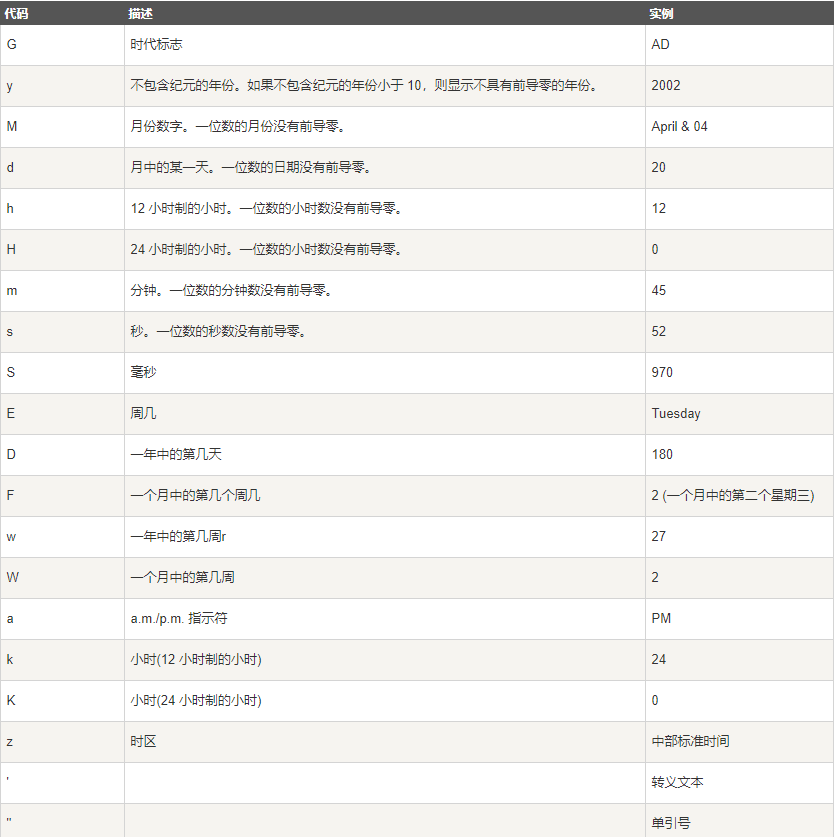 代码 描述 实例
G 时代标志 AD
y 不包含纪元的年份。如果不包含纪元的年份小于 10，则显示不具有前导零的年份。 2002
M 月份数字。一位数的月份没有前导零。 April & 04
d 月中的某一天。一位数的日期没有前导零。 20
h 12 小时制的小时。一位数的小时数没有前导零。 12
H 24 小时制的小时。一位数的小时数没有前导零。 0
m 分钟。一位数的分钟数没有前导零。 45
s 秒。一位数的秒数没有前导零。 52
S 毫秒 970
E 周几 Tuesday
D 一年中的第几天 180
F 一个月中的第几个周几 2 (一个月中的第二个星期三)
w 一年中的第几周r 27
W 一个月中的第几周 2
a a.m./p.m. 指示符 PM
k 小时(12 小时制的小时) 24
K 小时(24 小时制的小时) 0
z 时区 中部标准时间
' 转义文本
" 单引号